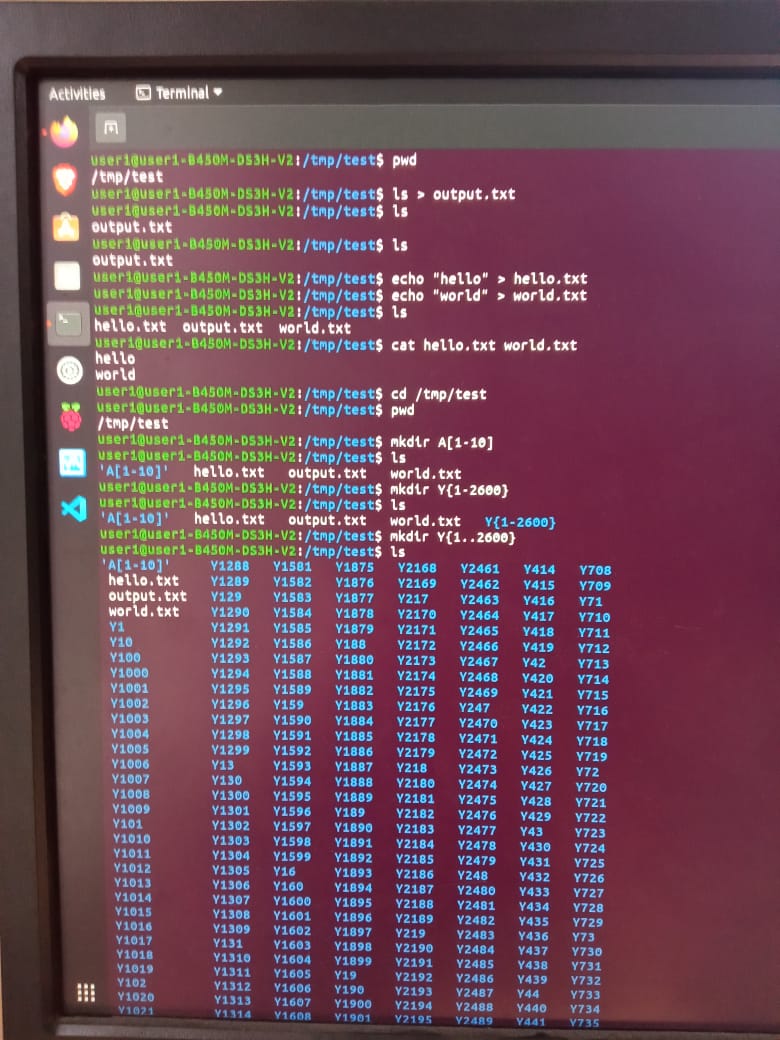 Activities Terminal
user1@user1-B450M-DS3H-V2:/tmp/test$ pwd
/tmp/test
user1@user1-B450M-DS3H-V2:/tmp/test$ ls > output.txt
user1@user1-B450M-DS3H-V2:/tmp/test$ ls
output.txt
user1@user1-B450M-DS3H-V2:/tmp/test$ ls
output.txt
user1@user1-B450M-DS3H-V2:/tmp/test$ echo "hello" > hello.txt
user1@user1-B450M-DS3H-V2:/tmp/test$ echo "world" > world.txt
user1@user1-B450M-DS3H-V2:/tmp/test$ ls
hello.txt output.txt world.txt
user1@user1-B450M-DS3H-V2:/tmp/test$ cat hello.txt world.txt
hello
world
user1@user1-B450M-DS3H-V2:/tmp/test$ cd /tmp/test
user1@user1-B450M-DS3H-V2:/tmp/test$ pwd
/tmp/test
user1@user1-B450M-DS3H-V2:/tmp/test$ mkdir A[1-10]
user1@user1-B450M-DS3H-V2:/tmp/test$ ls
'A[1-10]' hello.txt output.txt world.txt
user1@user1-B450M-DS3H-V2:/tmp/test$ mkdir Y{1-2600}
user1@user1-B450M-DS3H-V2:/tmp/test$ ls
'A[1-10]' hello.txt output.txt world.txt Y{1-2600}
user1@user1-B450M-DS3H-V2:/tmp/test$ mkdir Y{1..2600}
user1@user1-B450M-DS3H-V2:/tmp/test$ ls
'A[1-10]' Y1288 Y1581 Y1875 Y2168 Y2461 Y414 Y708
hello.txt Y1289 Y1582 Y1876 Y2169 Y2462 Y415 Y709
output.txt Y129 Y1583 Y1877 Y217 Y2463 Y416 Y71
world.txt Y1290 Y1584 Y1878 Y2170 Y2464 Y417 Y710
Y1 Y1291 Y1585 Y1879 Y2171 Y2465 Y418 Y711
Y10 Y1292 Y1586 Y188 Y2172 Y2466 Y419 Y712
Y100 Y1293 Y1587 Y1880 Y2173 Y2467 Y42 Y713
Y1000 Y1294 Y1588 Y1881 Y2174 Y2468 Y420 Y714
Y1001 Y1295 Y1589 Y1882 Y2175 Y2469 Y421 Y715
Y1002 Y1296 Y159 Y1883 Y2176 Y247 Y422 Y716
Y1003 Y1297 Y1590 Y1884 Y2177 Y2470 Y423 Y717
Y1004 Y1298 Y1591 Y1885 Y2178 Y2471 Y424 Y718
Y1005 Y1299 Y1592 Y1886 Y2179 Y2472 Y425 Y719
Y1006 Y13 Y1593 Y1887 Y218 Y2473 Y426 Y72
Y1007 Y130 Y1594 Y1888 Y2180 Y2474 Y427 Y720
Y1008 Y1300 Y1595 Y1889 Y2181 Y2475 Y428 Y721
Y1009 Y1301 Y1596 Y189 Y2182 Y2476 Y429 Y722
Y101 Y1302 Y1597 Y1890 Y2183 Y2477 Y43 Y723
Y1010 Y1303 Y1598 Y1891 Y2184 Y2478 Y430 Y724
Y1011 Y1304 Y1599 Y1892 Y2185 Y2479 Y431 Y725
Y1012 Y1305 Y16 Y1893 Y2186 Y248 Y432 Y726
Y1013 Y1306 Y160 Y1894 Y2187 Y2480 Y433 Y727
Y1014 Y1307 Y1600 Y1895 Y2188 Y2481 Y434 Y728
Y1015 Y1308 Y1601 Y1896 Y2189 Y2482 Y435 Y729
Y1016 Y1309 Y1602 Y1897 Y219 Y2483 Y436 Y73
Y1017 Y131 Y1603 Y1898 Y2190 Y2484 Y437 Y730
Y1018 Y1310 Y1604 Y1899 Y2191 Y2485 Y438 Y731
Y1019 Y1311 Y1605 Y19 Y2192 Y2486 Y439 Y732
Y102 Y1312 Y1606 Y190 Y2193 Y2487 Y44 Y733
Y1020 Y1313 Y1607 Y1900 Y2194 Y2488 Y440 Y734
Y1021 Y1314 Y1608 Y1901 Y2195 Y2489 Y441 Y735